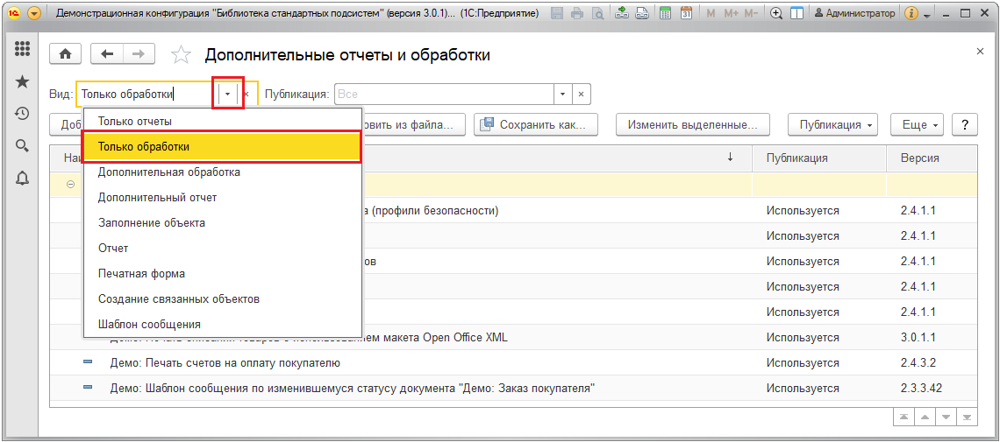 Демонстрационная конфигурация "Библиотека стандартных подсистем" (версия 3.0.1)... (1С:Предприятие) 31 M M+ M- Администратор
Дополнительные отчеты и обработки
Вид: Только обработки Публикация: Все
Доб овить из файла... Сохранить как... Изменить выделенные... Публикация Еще ?
Только отчеты
Только обработки
Дополнительная обработка
Дополнительный отчет
Заполнение объекта
Отчет
Печатная форма
Создание связанных объектов
Шаблон сообщения
Наи Публикация Версия
а (профили безопасности) Используется 2.4.1.1
Используется 2.4.1.1
ов Используется 2.4.1.1
Используется 2.4.1.1
Используется 2.4.1.1
Демо: Печать описания товаров с использованием макета Open Office XML Используется 3.0.1.1
Демо: Печать счетов на оплату покупателю Используется 2.4.3.2
Демо: Шаблон сообщения по изменившемуся статусу документа "Демо: Заказ покупателя" Используется 2.3.3.42